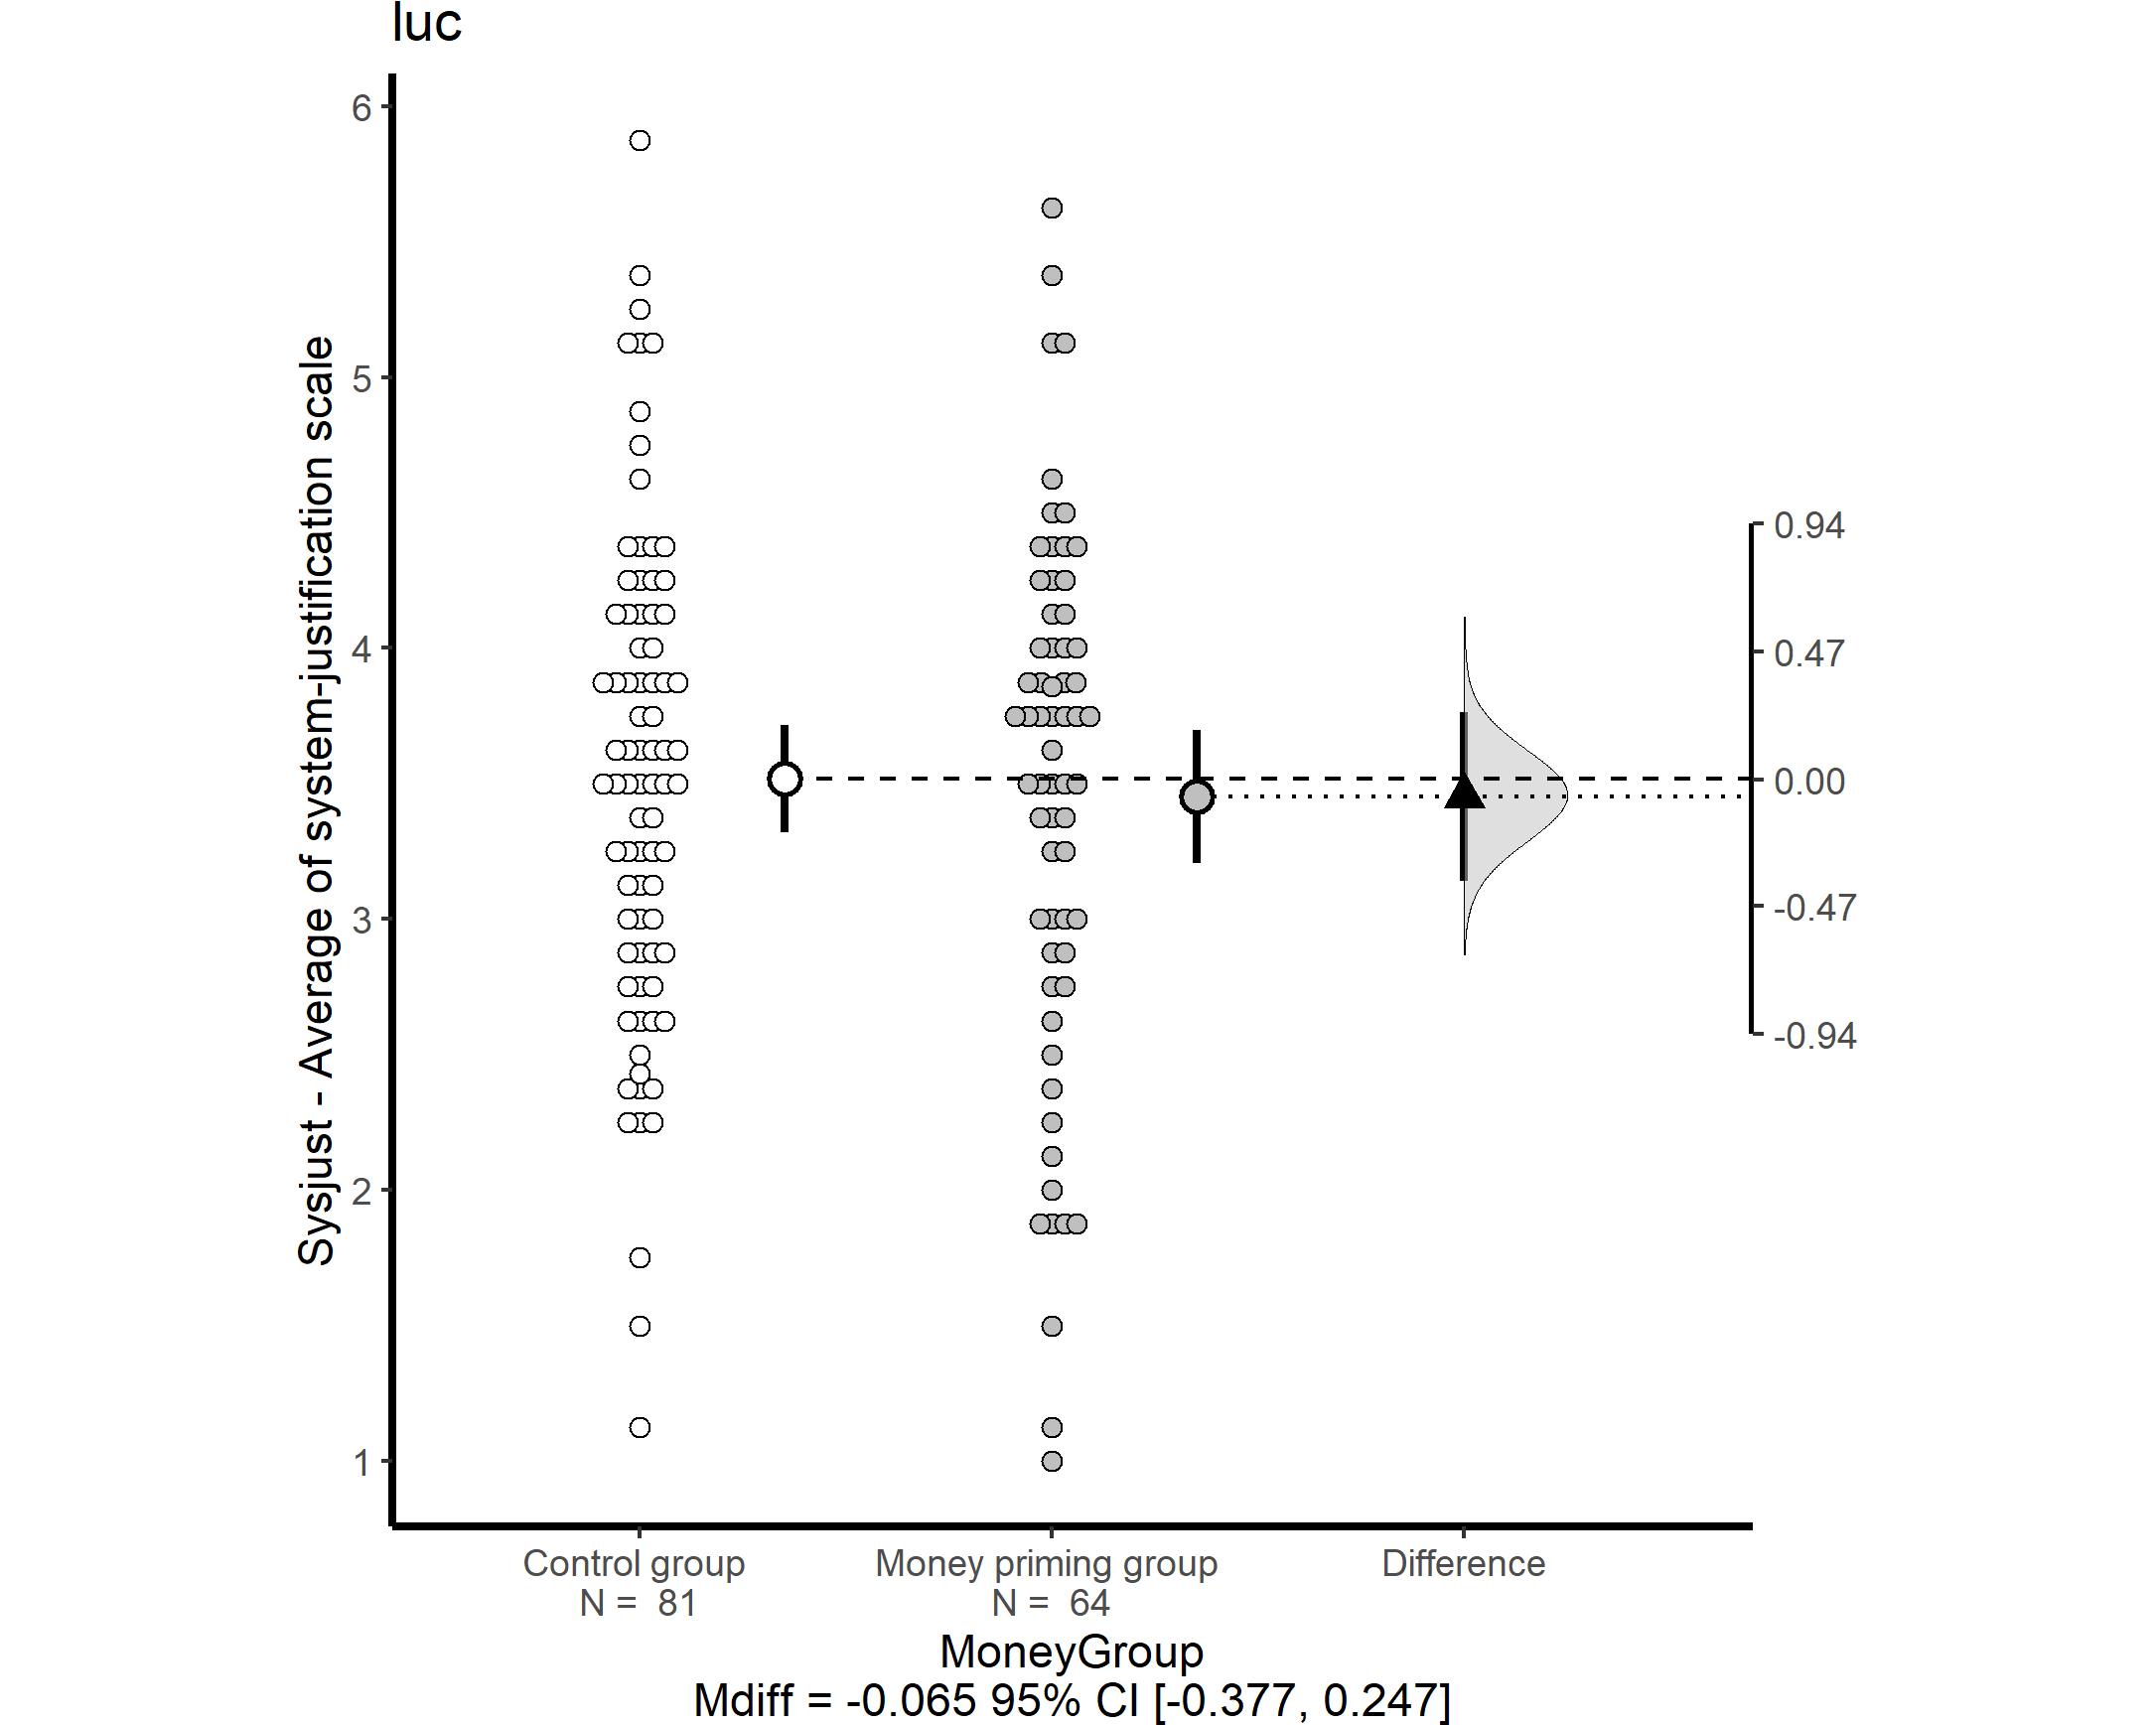 luc
Sysjust - Average of system-justification scale
6
5
4
3
2
1
0.94
0.47
0.00
-0.47
-0.94
Control group
N =  81
Money priming group
N =  64
Difference
MoneyGroup
Mdiff = -0.065 95% CI [-0.377, 0.247]